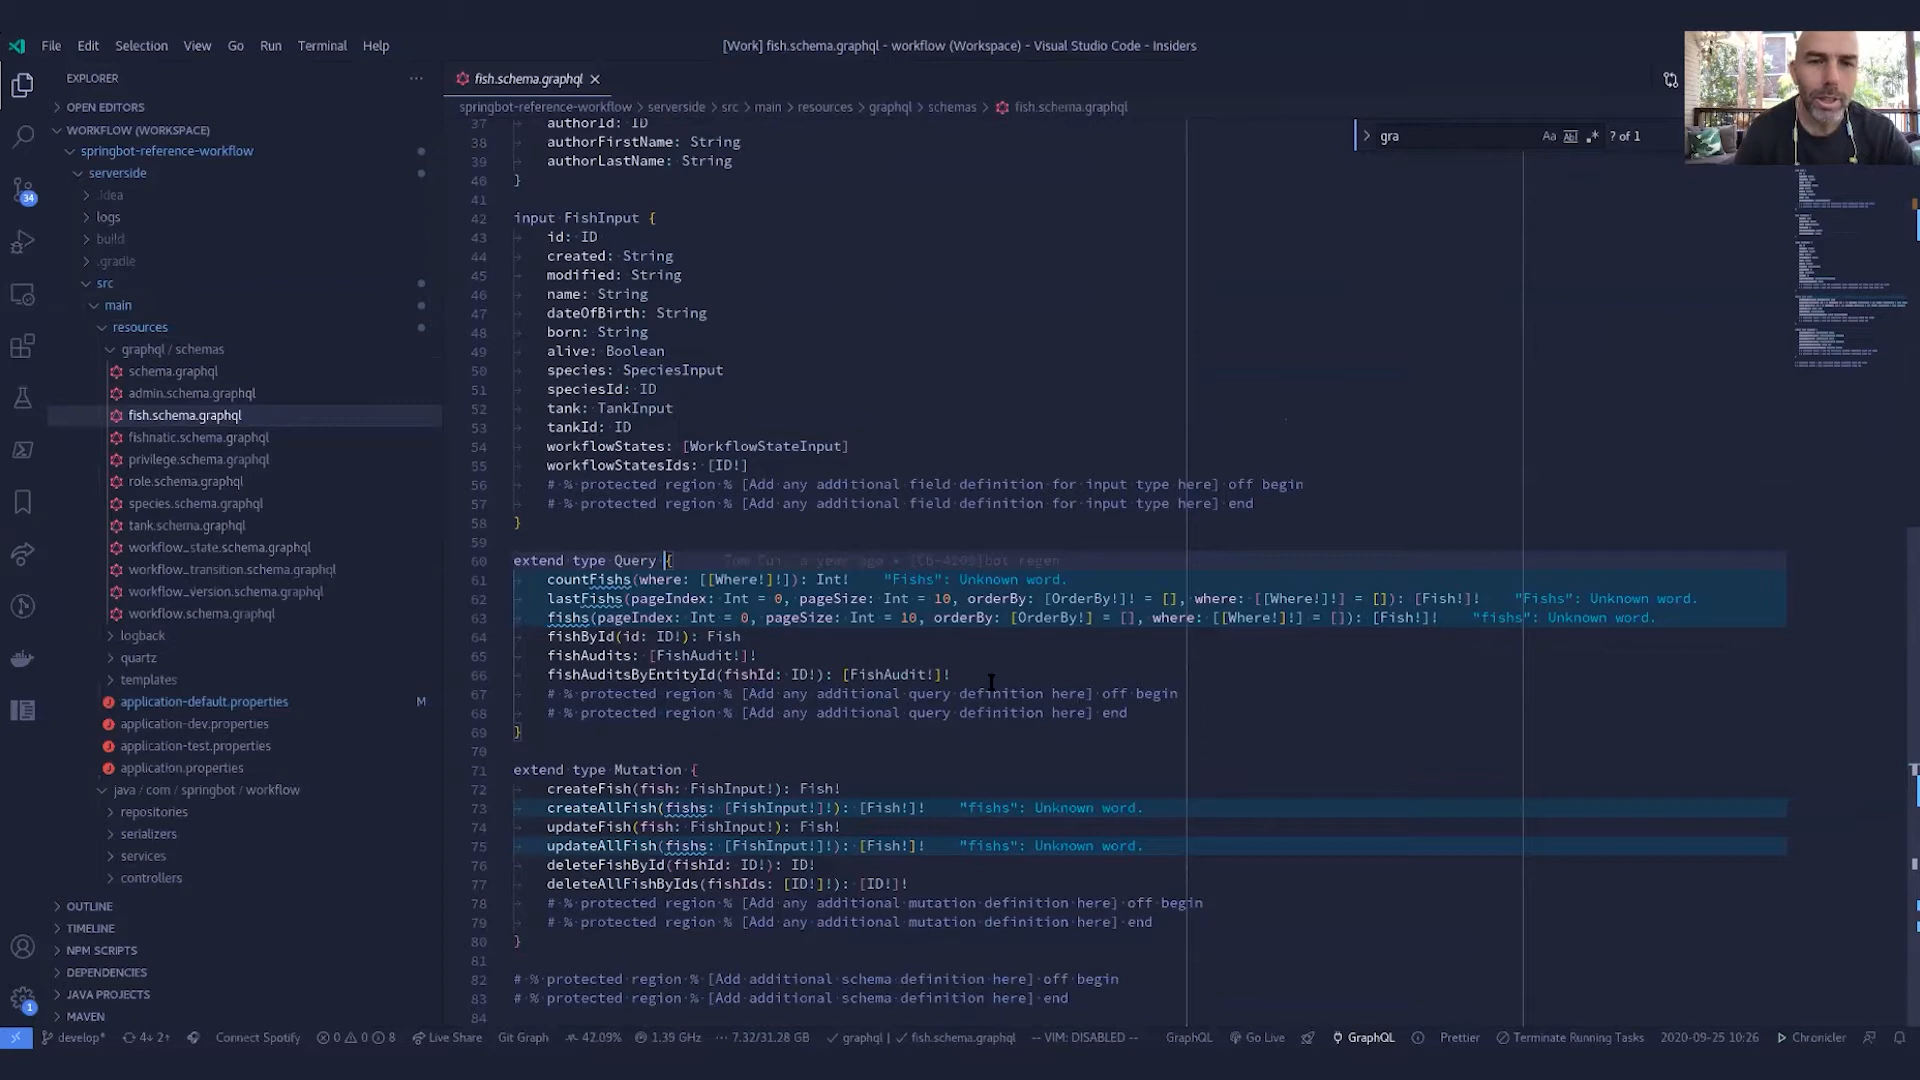 File Edit Selection View Go Run Terminal Help
[Work] fish.schema.graphql - workflow (Workspace) - Visual Studio Code - Insiders
EXPLORER
OPEN EDITORS
WORKFLOW (WORKSPACE)
springbot-reference-workflow
serverside
.idea
logs
build
.gradle
src
main
resources
graphql / schemas
schema.graphql
admin.schema.graphql
fish.schema.graphql
fishnatic.schema.graphql
privilege.schema.graphql
role.schema.graphql
species.schema.graphql
tank.schema.graphql
workflow_state.schema.graphql
workflow_transition.schema.graphql
workflow_version.schema.graphql
workflow.schema.graphql
logback
quartz
templates
application-default.properties M
application-dev.properties
application-test.properties
application.properties
java / com / springbot / workflow
repositories
serializers
services
controllers
OUTLINE
TIMELINE
NPM SCRIPTS
DEPENDENCIES
JAVA PROJECTS
MAVEN
34
1
fish.schema.graphql
springbot-reference-workflow > serverside > src > main > resources > graphql > schemas > fish.schema.graphql
gra Aa Ab .* ? of 1
37 authorId: ID
38 authorFirstName: String
39 authorLastName: String
40 }
41
42 input FishInput {
43 id: ID
44 created: String
45 modified: String
46 name: String
47 dateOfBirth: String
48 born: String
49 alive: Boolean
50 species: SpeciesInput
51 speciesId: ID
52 tank: TankInput
53 tankId: ID
54 workflowStates: [WorkflowStateInput]
55 workflowStatesIds: [ID!]
56 # % protected region % [Add any additional field definition for input type here] off begin
57 # % protected region % [Add any additional field definition for input type here] end
58 }
59
60 extend type Query { Tom Cui, a year ago • [CB-4209]bot regen
61 countFishs(where: [[Where!]!]): Int! "Fishs": Unknown word.
62 lastFishs(pageIndex: Int = 0, pageSize: Int = 10, orderBy: [OrderBy!]! = [], where: [[Where!]!] = []): [Fish!]! "Fishs": Unknown word.
63 fishs(pageIndex: Int = 0, pageSize: Int = 10, orderBy: [OrderBy!] = [], where: [[Where!]!] = []): [Fish!]! "fishs": Unknown word.
64 fishById(id: ID!): Fish
65 fishAudits: [FishAudit!]!
66 fishAuditsByEntityId(fishId: ID!): [FishAudit!]!
67 # % protected region % [Add any additional query definition here] off begin
68 # % protected region % [Add any additional query definition here] end
69 }
70
71 extend type Mutation {
72 createFish(fish: FishInput!): Fish!
73 createAllFish(fishs: [FishInput!]!): [Fish!]! "fishs": Unknown word.
74 updateFish(fish: FishInput!): Fish!
75 updateAllFish(fishs: [FishInput!]!): [Fish!]! "fishs": Unknown word.
76 deleteFishById(fishId: ID!): ID!
77 deleteAllFishByIds(fishIds: [ID!]!): [ID!]!
78 # % protected region % [Add any additional mutation definition here] off begin
79 # % protected region % [Add any additional mutation definition here] end
80 }
81
82 # % protected region % [Add additional schema definition here] off begin
83 # % protected region % [Add additional schema definition here] end
84
develop* 4↓ 2↑ Connect Spotify 0 0 8 Live Share Git Graph 42.09% 1.39 GHz 7.32/31.28 GB graphql | fish.schema.graphql -- VIM: DISABLED -- GraphQL Go Live GraphQL Prettier Terminate Running Tasks 2020-09-25 10:26 Chronicler